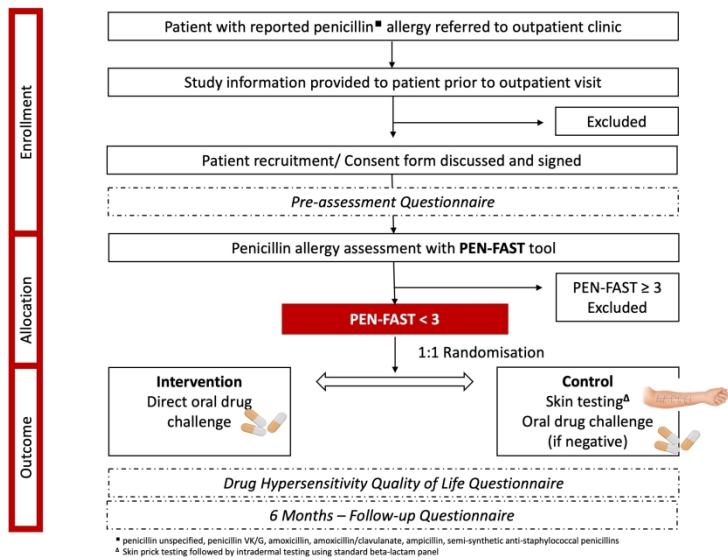 Enrollment
Patient with reported penicillin▪ allergy referred to outpatient clinic
Study information provided to patient prior to outpatient visit
Excluded
Patient recruitment/ Consent form discussed and signed
Pre-assessment Questionnaire
Allocation
Penicillin allergy assessment with PEN-FAST tool
PEN-FAST ≥ 3
Excluded
PEN-FAST < 3
1:1 Randomisation
Outcome
Intervention
Direct oral drug
challenge
Control
Skin testingᐃ
Oral drug challenge
(if negative)
Drug Hypersensitivity Quality of Life Questionnaire
6 Months – Follow-up Questionnaire
▪ penicillin unspecified, penicillin VK/G, amoxicillin, amoxicillin/clavulanate, ampicillin, semi-synthetic anti-staphylococcal penicillins
ᐃ Skin prick testing followed by intradermal testing using standard beta-lactam panel